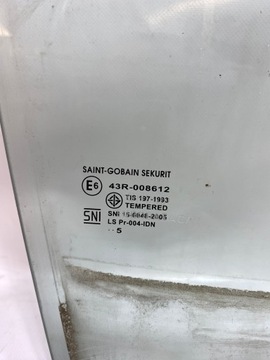 SAINT-GOBAIN SEKURIT
E6 43R-008612
TIS 197-1993
TEMPERED
SNI SNI 15-0048-2005
LS Pr-004-IDN
·· 5